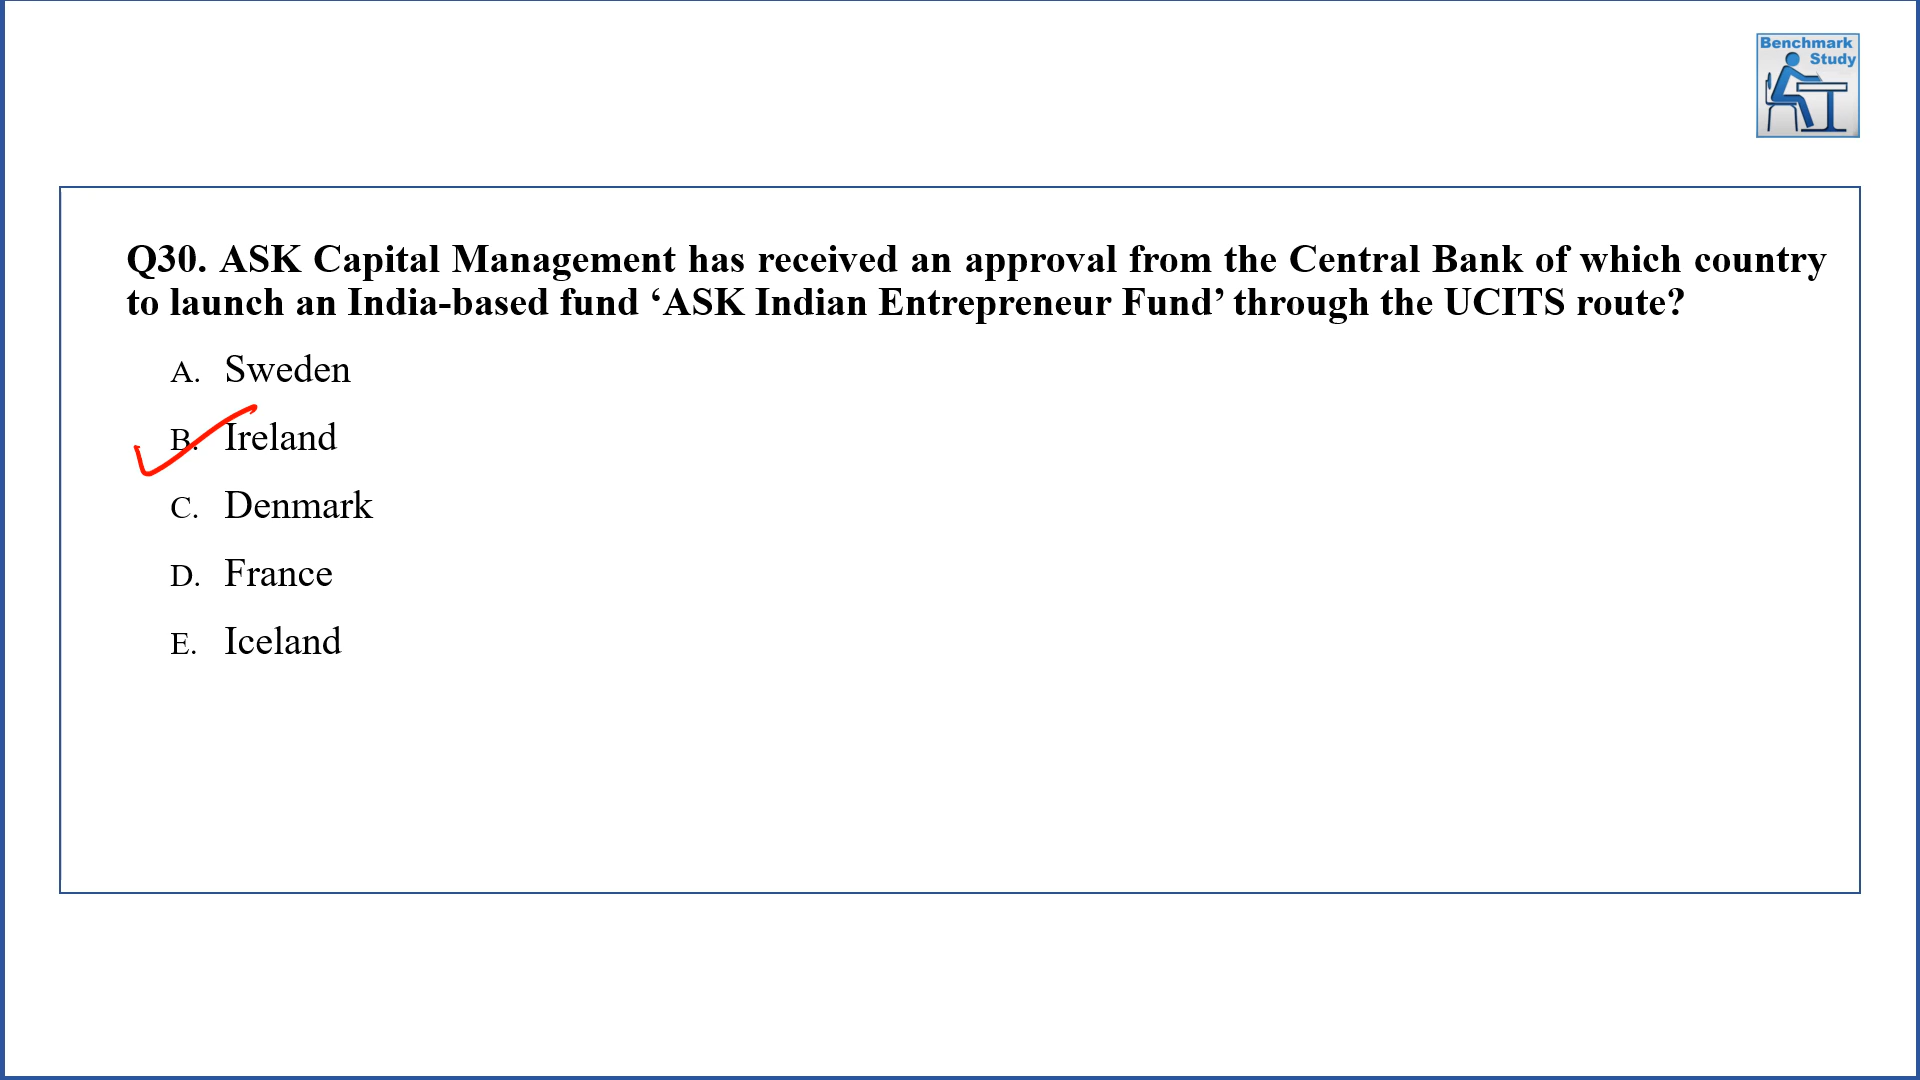 Benchmark
Study
Q30. ASK Capital Management has received an approval from the Central Bank of which country
to launch an India-based fund ‘ASK Indian Entrepreneur Fund’ through the UCITS route?
A. Sweden
B. Ireland
C. Denmark
D. France
E. Iceland